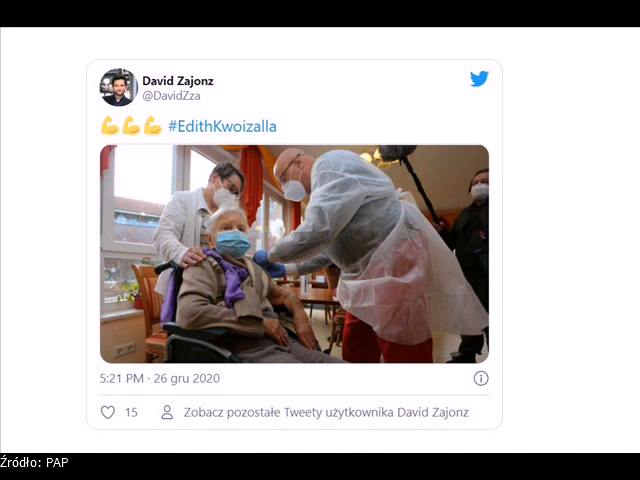 David Zajonz
@DavidZza
💪💪💪 #EdithKwoizalla
5:21 PM · 26 gru 2020
15
Zobacz pozostałe Tweety użytkownika David Zajonz
Źródło: PAP